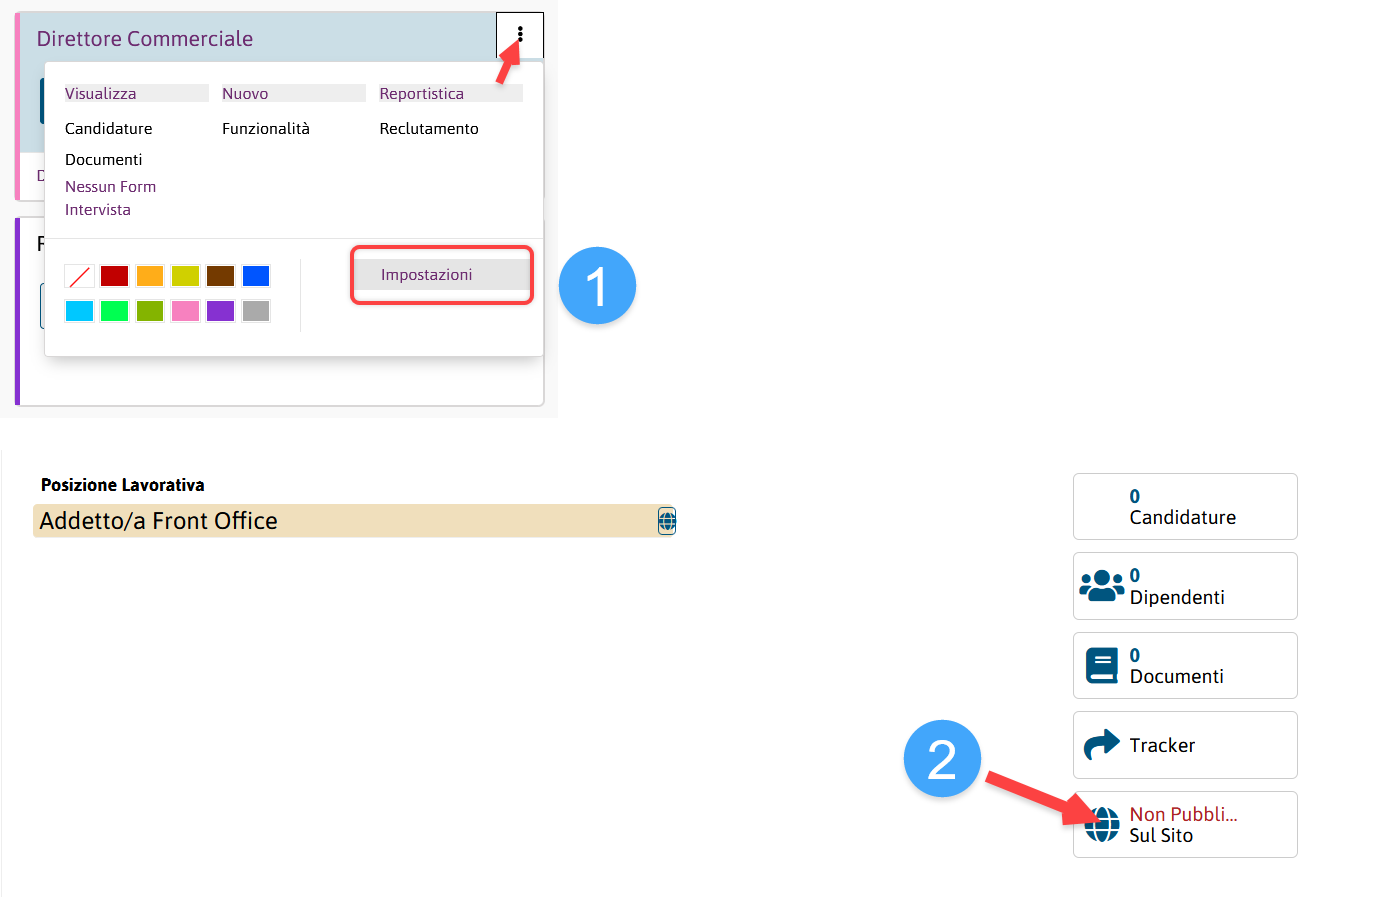 Direttore Commerciale
Visualizza
Nuovo
Reportistica
Candidature
Funzionalità
Reclutamento
Documenti
Nessun Form
Intervista
Impostazioni
1
Posizione Lavorativa
Addetto/a Front Office
0
Candidature
0
Dipendenti
0
Documenti
Tracker
2
Non Pubbli...
Sul Sito